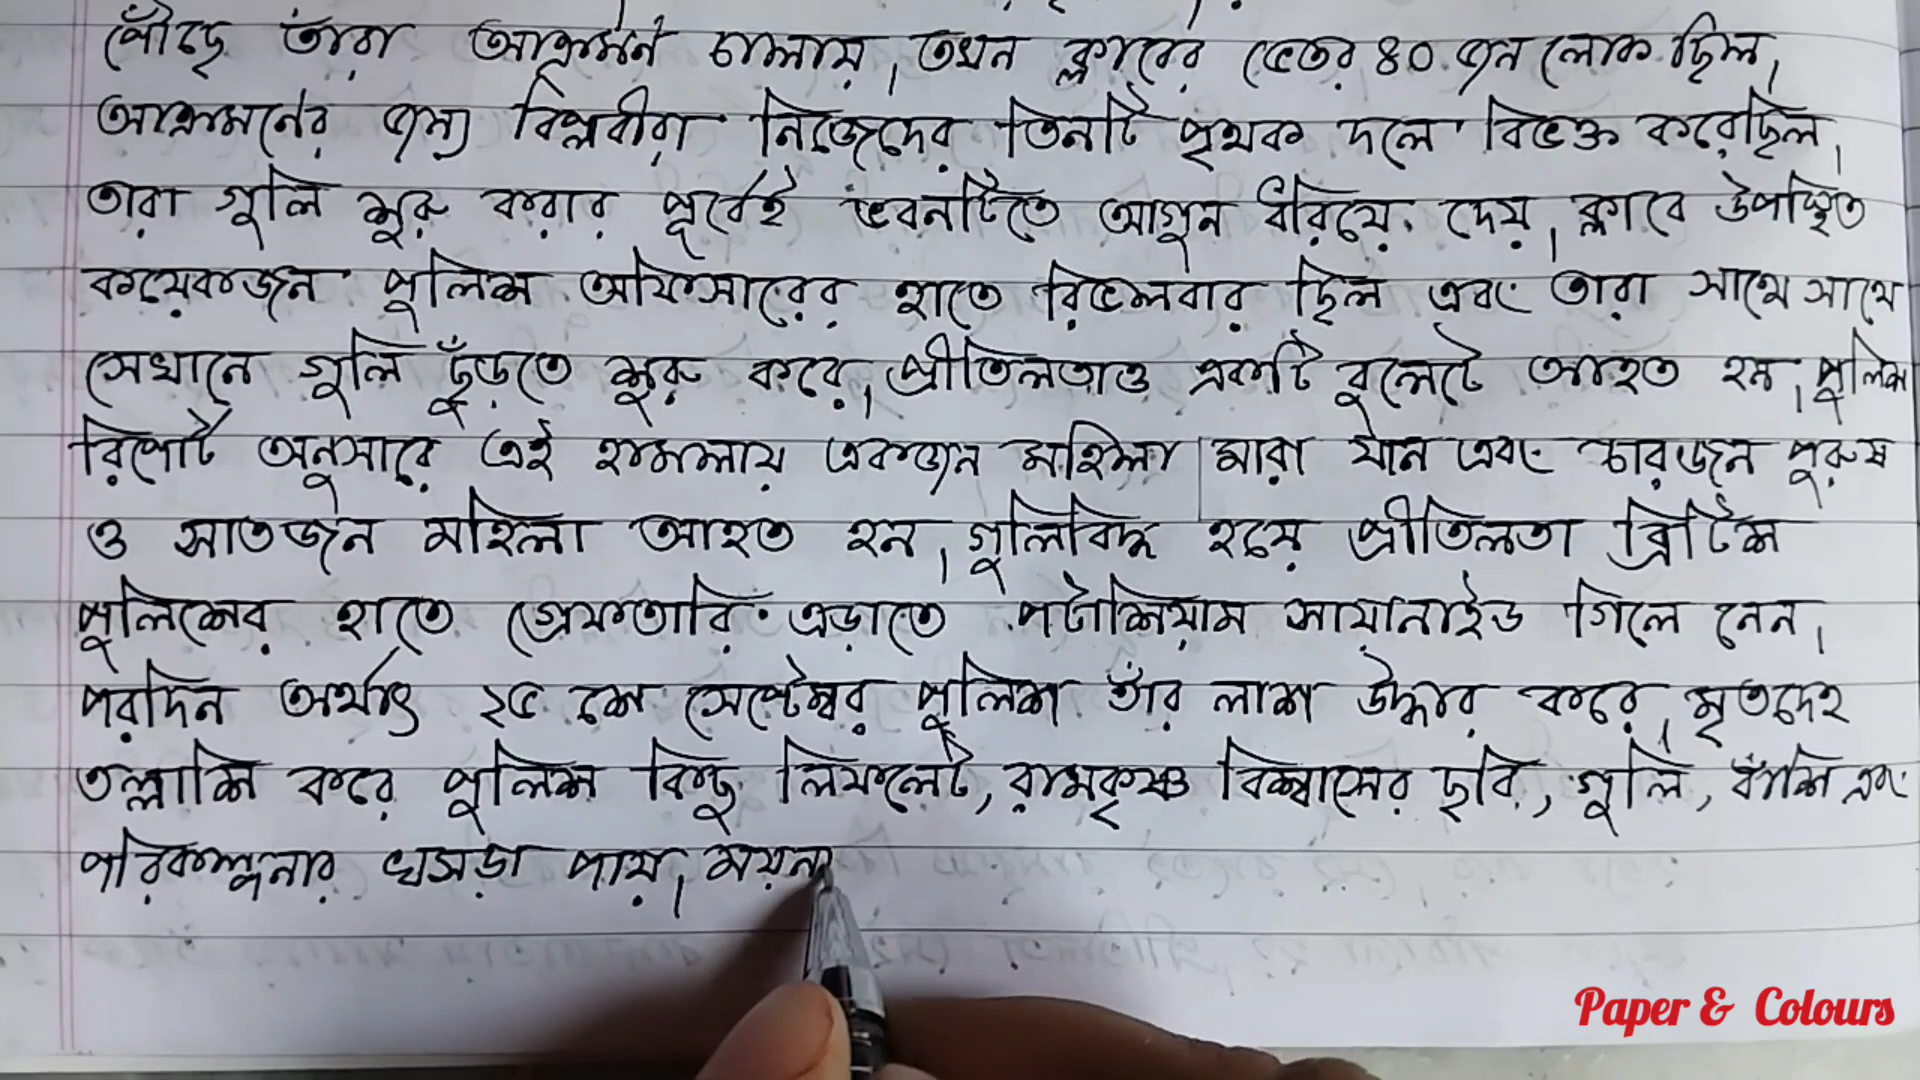 পৌঁছে তাঁরা আক্রমণ চালায়। তখন ক্লাবের ভেতর ৪০ জন লোক ছিল।
আক্রমনের জন্য বিপ্লবীরা নিজেদের তিনটি পৃথক দলে বিভক্ত করেছিল।
তারা গুলি শুরু করার পূর্বেই ভবনটিতে আগুন ধরিয়ে দেয়। ক্লাবে উপস্থিত
কয়েকজন পুলিশ অফিসারের হাতে রিভলবার ছিল এবং তারা সাথে সাথে
সেখানে গুলি ছুঁড়তে শুরু করে। প্রীতিলতাও একটি বুলেটে আহত হন। পুলিশ
রিপোর্ট অনুসারে এই হামলায় একজন মহিলা মারা যান এবং চারজন পুরুষ
ও সাতজন মহিলা আহত হন। গুলিবিদ্ধ হয়ে প্রীতিলতা ব্রিটিশ
পুলিশের হাতে গ্রেফতারি এড়াতে পটাশিয়াম সায়ানাইড গিলে নেন।
পরদিন অর্থাৎ ২৫ শে সেপ্টেম্বর পুলিশ তাঁর লাশ উদ্ধার করে। মৃতদেহ
তল্লাশি করে পুলিশ কিছু লিফলেট, রামকৃষ্ণ বিশ্বাসের ছবি, গুলি, বাঁশি এবং
পরিকল্পনার খসড়া পায়। ময়না
Paper & Colours